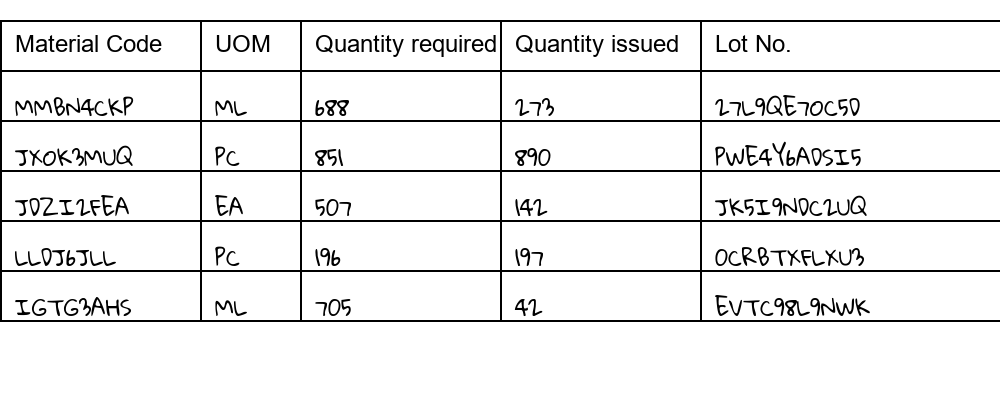 Material Code UOM Quantity required Quantity issued Lot No.
MMBN4CKP ML 688 273 27L9QE70C5D
JXOK3MUQ PC 851 890 PWE4Y6ADSI5
JDZI2FEA EA 507 142 JK5I9NDC2UQ
LLDJ6JLL PC 196 197 OCRBTXFLXU3
IGTG3AHS ML 705 42 EVTC98L9NWK